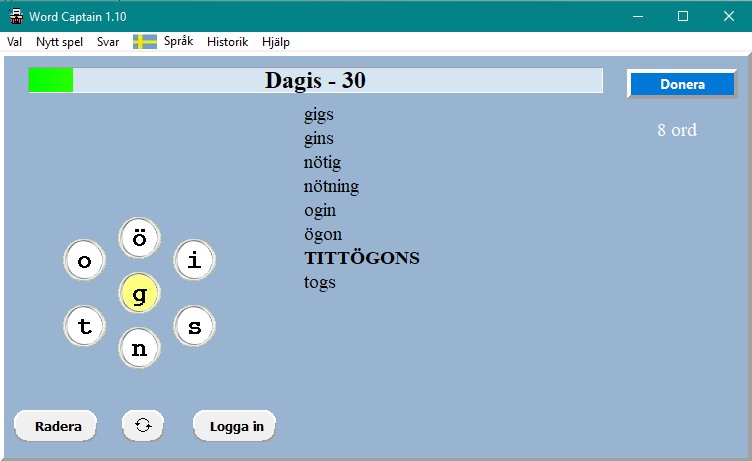 Word Captain 1.10
Val Nytt spel Svar Språk Historik Hjälp
Dagis - 30
Donera
8 ord
gigs
gins
nötig
nötning
ogin
ögon
TITTÖGONS
togs
ö
o i
g
t s
n
Radera Logga in